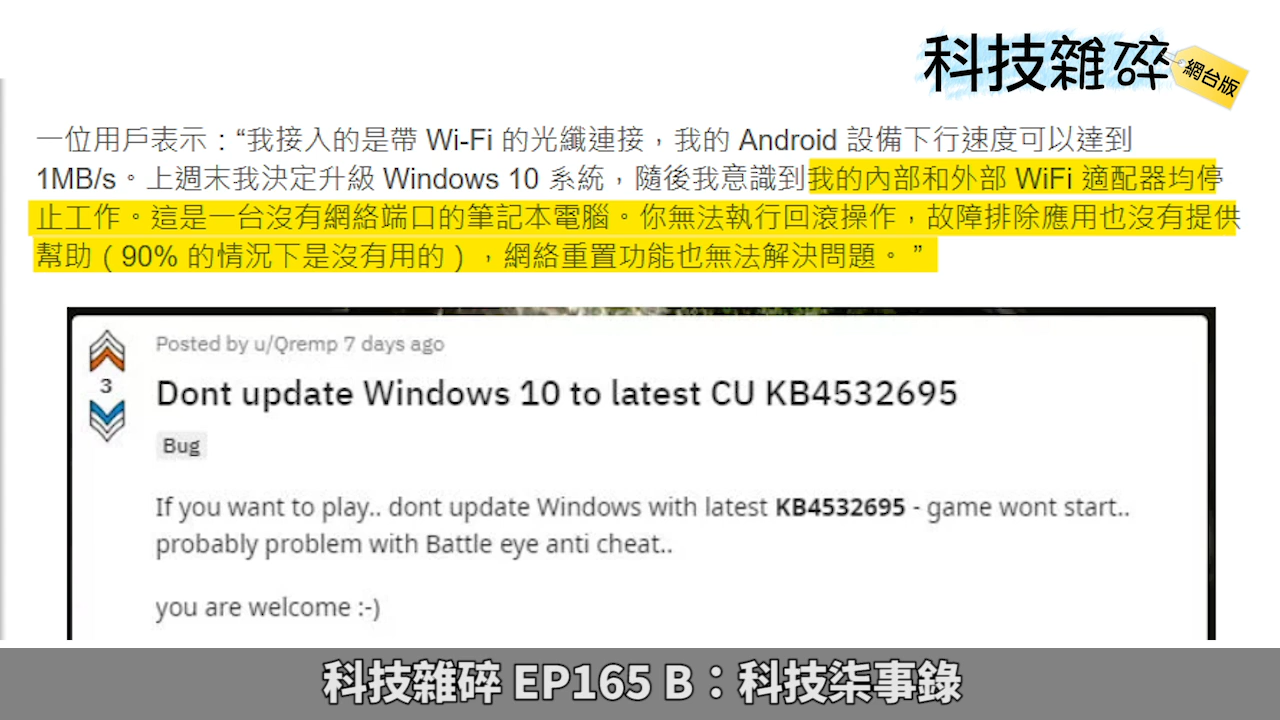 科技雜碎
網台版
一位用戶表示：“我接入的是帶 Wi-Fi 的光纖連接，我的 Android 設備下行速度可以達到
1MB/s。上週末我決定升級 Windows 10 系統，隨後我意識到我的內部和外部 WiFi 適配器均停
止工作。這是一台沒有網絡端口的筆記本電腦。你無法執行回滾操作，故障排除應用也沒有提供
幫助（90% 的情況下是沒有用的），網絡重置功能也無法解決問題。”
Posted by u/Qremp 7 days ago
3
Dont update Windows 10 to latest CU KB4532695
Bug
If you want to play.. dont update Windows with latest KB4532695 - game wont start..
probably problem with Battle eye anti cheat..
you are welcome :-)
科技雜碎 EP165 B：科技柒事錄